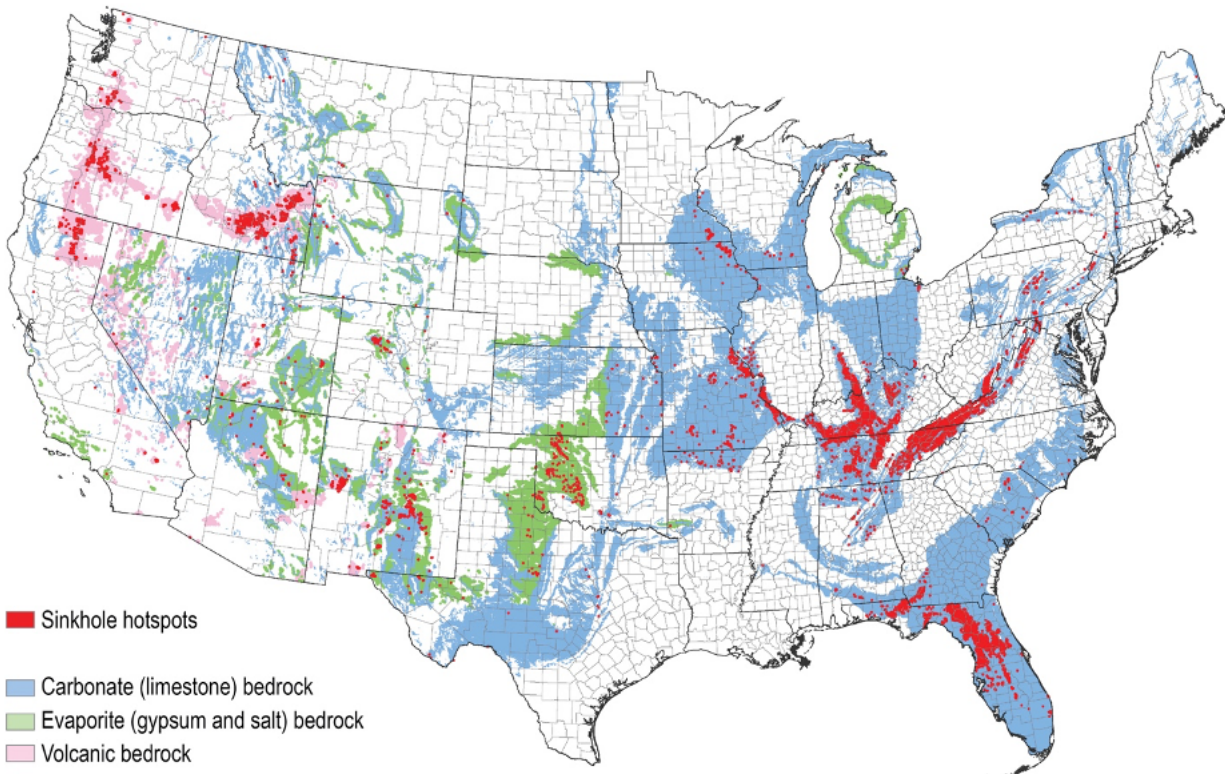 Sinkhole hotspots
Carbonate (limestone) bedrock
Evaporite (gypsum and salt) bedrock
Volcanic bedrock